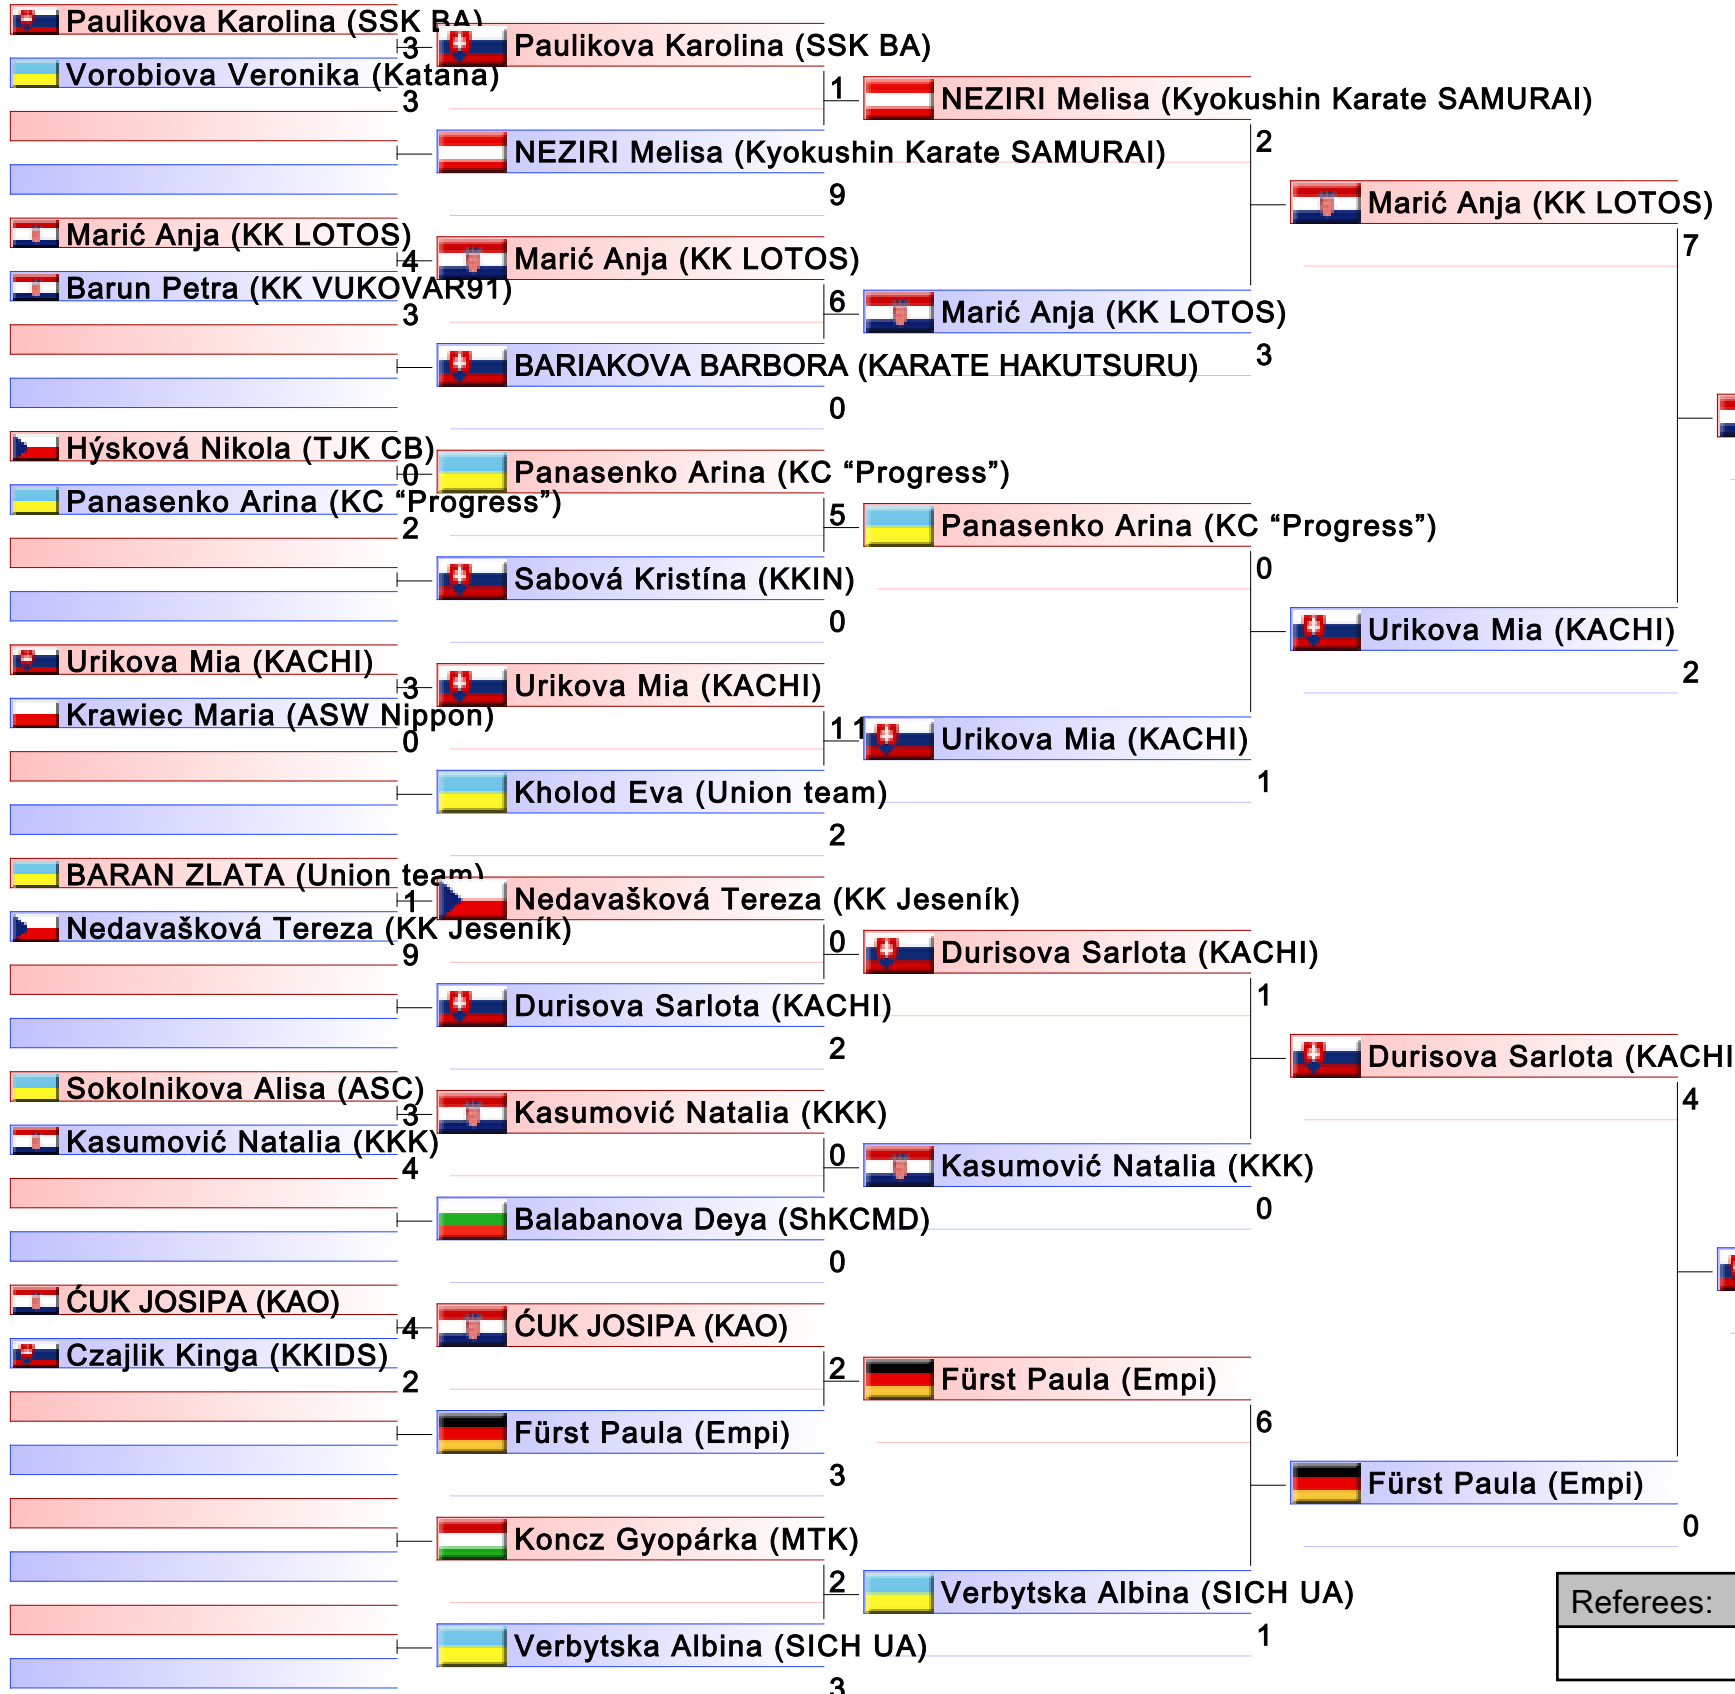 Paulikova Karolina (SSK BA)
3
Vorobiova Veronika (Katana)
3
Marić Anja (KK LOTOS)
4
Barun Petra (KK VUKOVAR91)
3
Hýsková Nikola (TJK CB)
0
Panasenko Arina (KC “Progress”)
2
Urikova Mia (KACHI)
3
Krawiec Maria (ASW Nippon)
0
BARAN ZLATA (Union team)
1
Nedavašková Tereza (KK Jeseník)
9
Sokolnikova Alisa (ASC)
3
Kasumović Natalia (KKK)
4
ĆUK JOSIPA (KAO)
4
Czajlik Kinga (KKIDS)
2
Paulikova Karolina (SSK BA)
1
NEZIRI Melisa (Kyokushin Karate SAMURAI)
9
Marić Anja (KK LOTOS)
6
BARIAKOVA BARBORA (KARATE HAKUTSURU)
0
Panasenko Arina (KC “Progress”)
5
Sabová Kristína (KKIN)
0
Urikova Mia (KACHI)
11
Kholod Eva (Union team)
2
Nedavašková Tereza (KK Jeseník)
0
Durisova Sarlota (KACHI)
2
Kasumović Natalia (KKK)
0
Balabanova Deya (ShKCMD)
0
ĆUK JOSIPA (KAO)
2
Fürst Paula (Empi)
3
Koncz Gyopárka (MTK)
2
Verbytska Albina (SICH UA)
3
NEZIRI Melisa (Kyokushin Karate SAMURAI)
2
Marić Anja (KK LOTOS)
3
Panasenko Arina (KC “Progress”)
0
Urikova Mia (KACHI)
1
Durisova Sarlota (KACHI)
1
Kasumović Natalia (KKK)
0
Fürst Paula (Empi)
6
Verbytska Albina (SICH UA)
1
Marić Anja (KK LOTOS)
7
Urikova Mia (KACHI)
2
Durisova Sarlota (KACHI
4
Fürst Paula (Empi)
0
Referees: